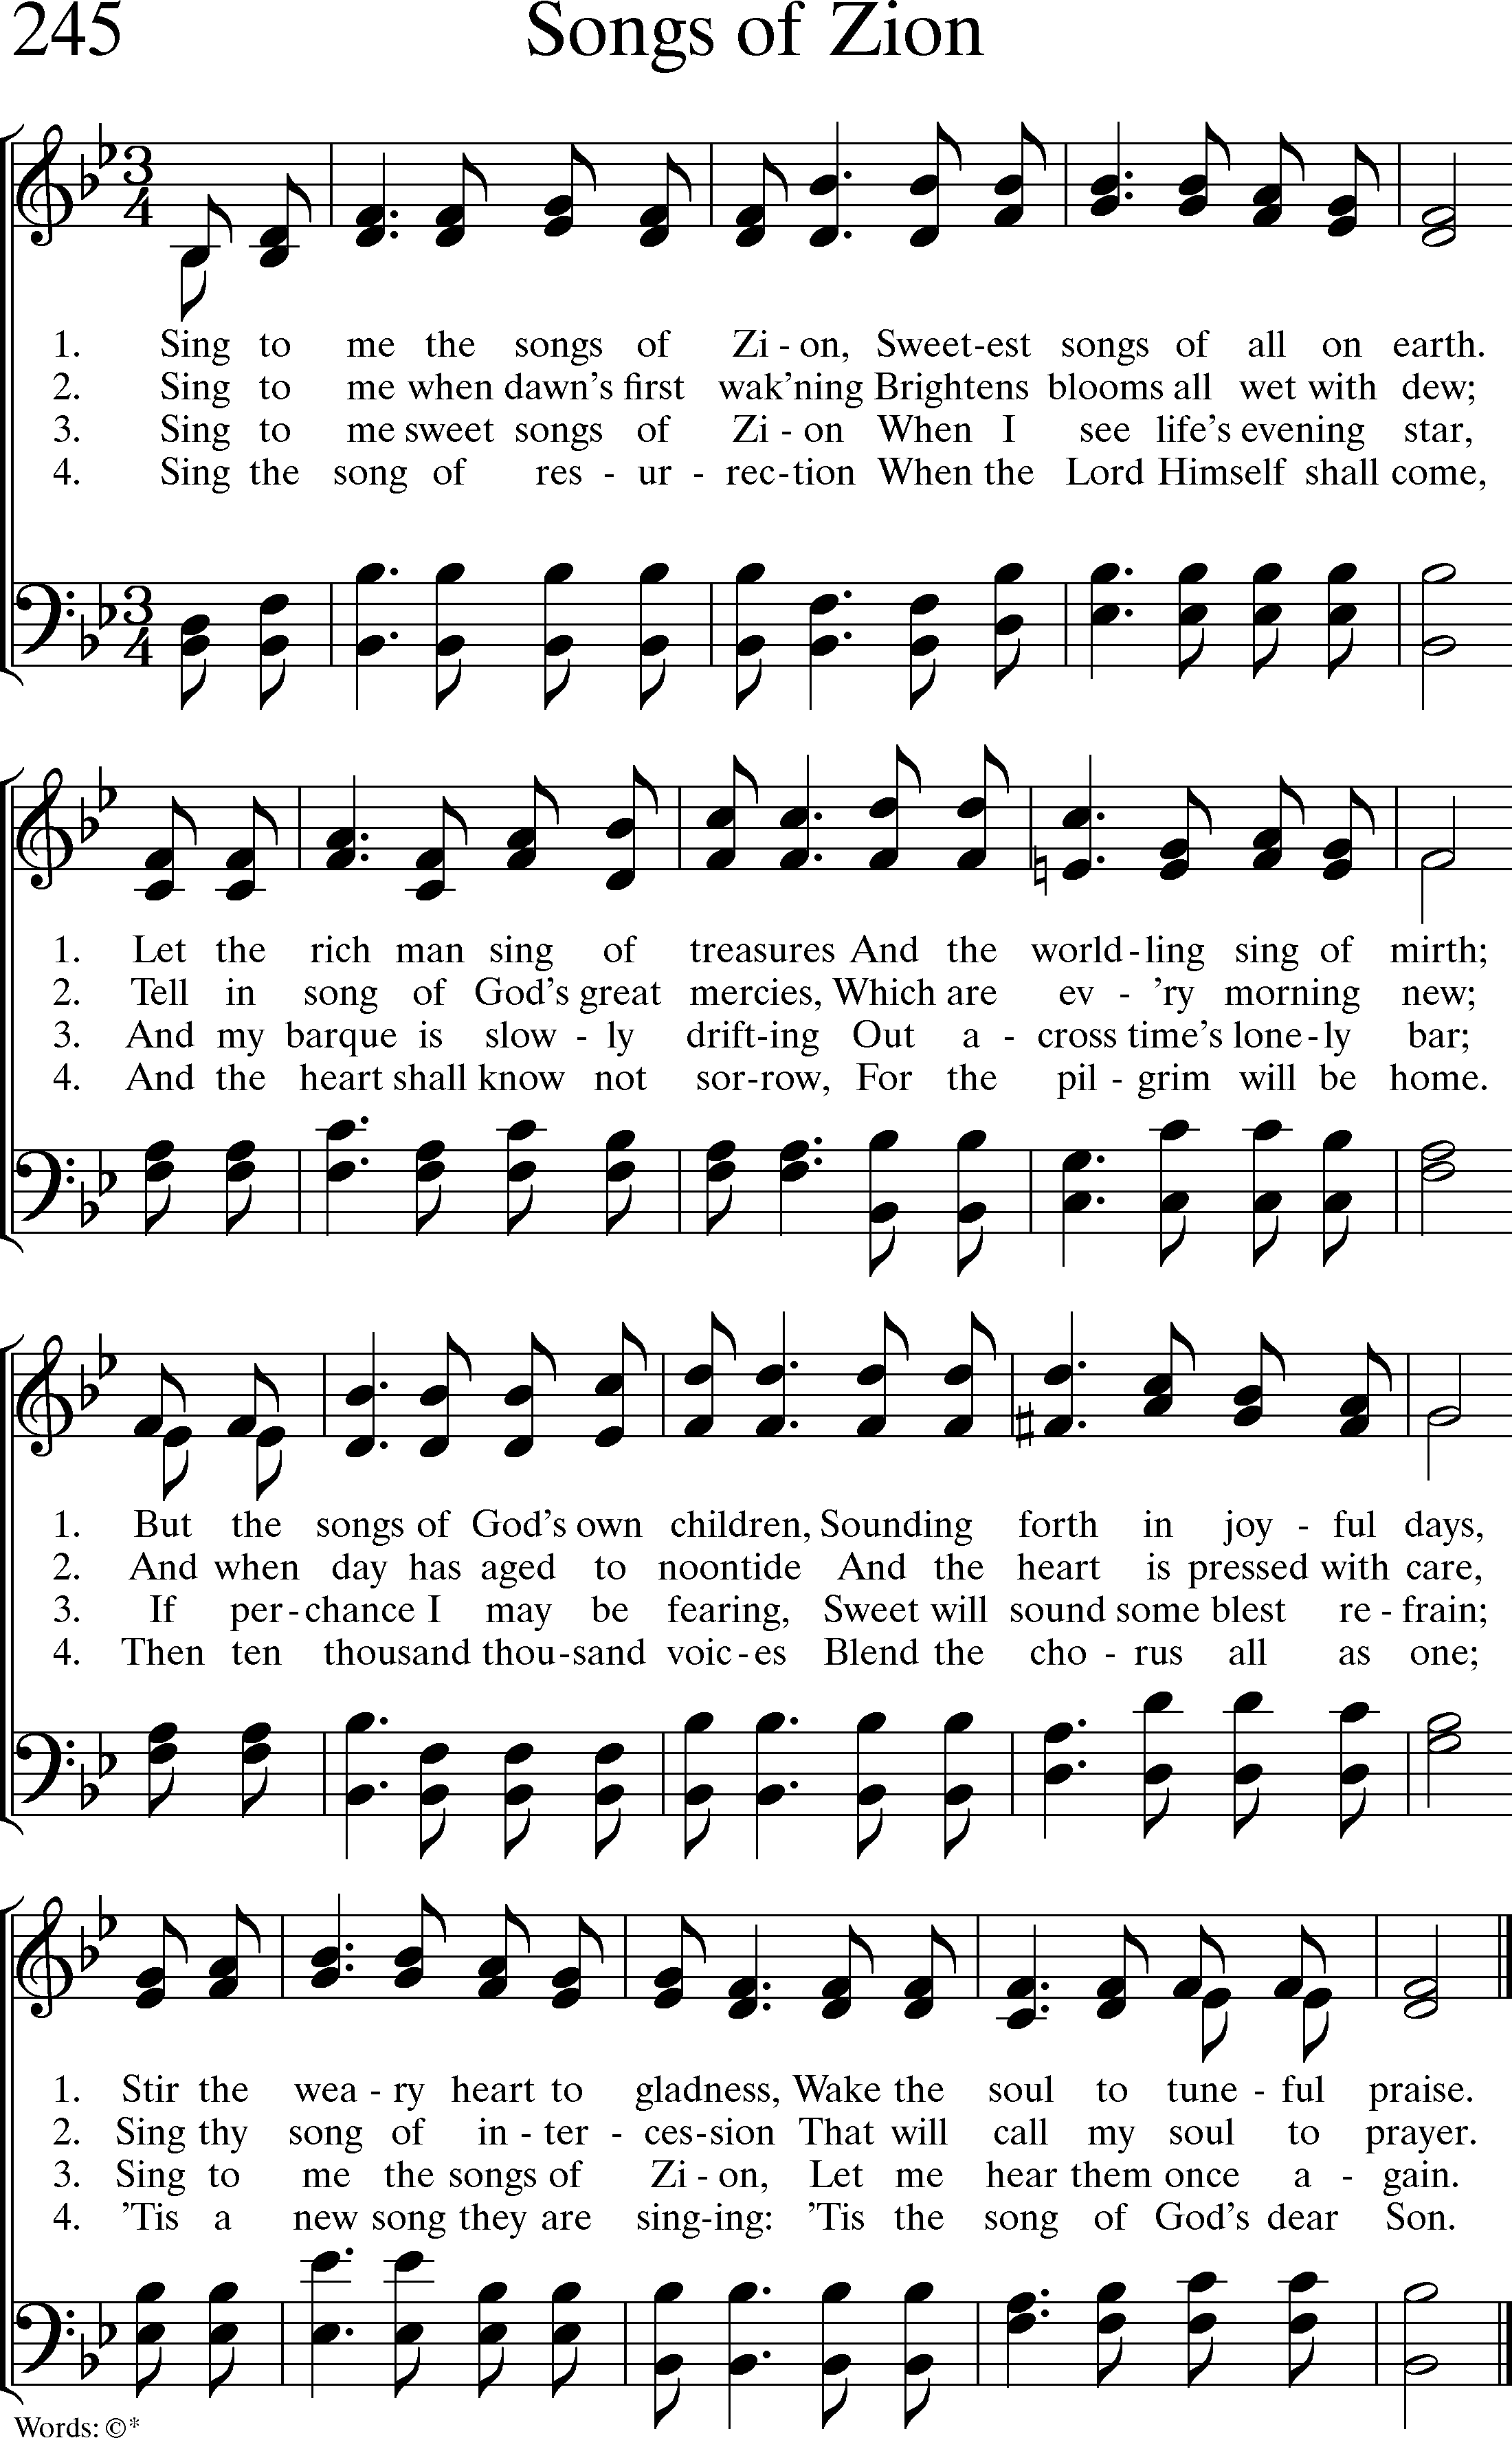 245 Songs of Zion
1. Sing to me the songs of Zi - on, Sweet-est songs of all on earth.
2. Sing to me when dawn's first wak'ning Brightens blooms all wet with dew;
3. Sing to me sweet songs of Zi - on When I see life's evening star,
4. Sing the song of res - ur - rec-tion When the Lord Himself shall come,
1. Let the rich man sing of treasures And the world-ling sing of mirth;
2. Tell in song of God's great mercies, Which are ev - 'ry morning new;
3. And my barque is slow - ly drift-ing Out a - cross time's lone-ly bar;
4. And the heart shall know not sor-row, For the pil - grim will be home.
1. But the songs of God's own children, Sounding forth in joy - ful days,
2. And when day has aged to noontide And the heart is pressed with care,
3. If per-chance I may be fearing, Sweet will sound some blest re - frain;
4. Then ten thousand thou-sand voic-es Blend the cho - rus all as one;
1. Stir the wea - ry heart to gladness, Wake the soul to tune - ful praise.
2. Sing thy song of in - ter - ces-sion That will call my soul to prayer.
3. Sing to me the songs of Zi - on, Let me hear them once a - gain.
4. 'Tis a new song they are sing-ing: 'Tis the song of God's dear Son.
Words: ©*